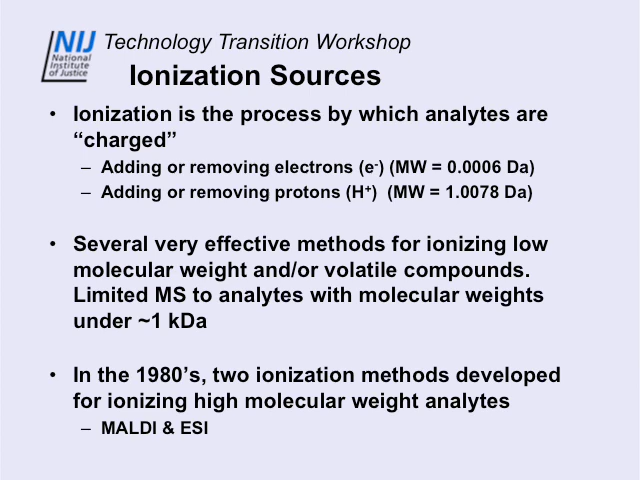 NIJ
National
Institute
of Justice
Technology Transition Workshop
Ionization Sources
• Ionization is the process by which analytes are
“charged”
– Adding or removing electrons (e-) (MW = 0.0006 Da)
– Adding or removing protons (H+)  (MW = 1.0078 Da)
• Several very effective methods for ionizing low
molecular weight and/or volatile compounds.
Limited MS to analytes with molecular weights
under ~1 kDa
• In the 1980’s, two ionization methods developed
for ionizing high molecular weight analytes
– MALDI & ESI